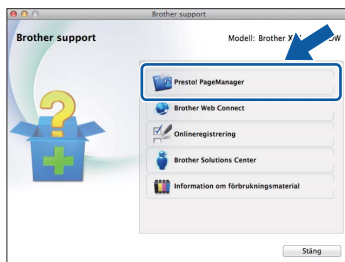 Brother support
Brother support
Modell: Brother
Presto! PageManager
Brother Web Connect
Onlineregistrering
Brother Solutions Center
Information om förbrukningsmaterial
Stäng